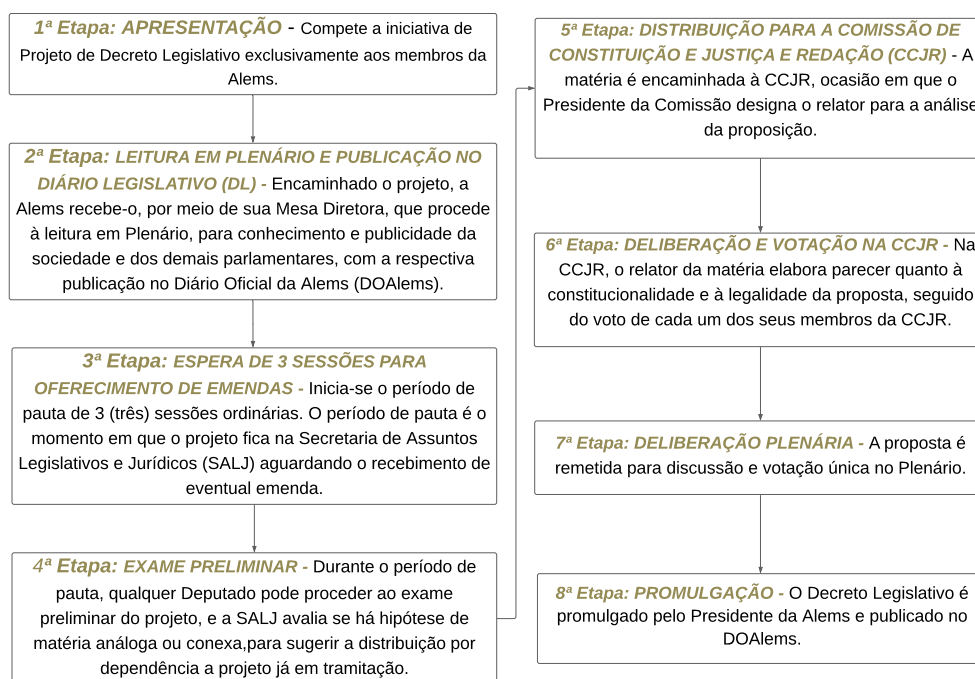 1ª Etapa: APRESENTAÇÃO - Compete a iniciativa de
Projeto de Decreto Legislativo exclusivamente aos membros da
Alems.
2ª Etapa: LEITURA EM PLENÁRIO E PUBLICAÇÃO NO
DIÁRIO LEGISLATIVO (DL) - Encaminhado o projeto, a
Alems recebe-o, por meio de sua Mesa Diretora, que procede
à leitura em Plenário, para conhecimento e publicidade da
sociedade e dos demais parlamentares, com a respectiva
publicação no Diário Oficial da Alems (DOAlems).
3ª Etapa: ESPERA DE 3 SESSÕES PARA
OFERECIMENTO DE EMENDAS - Inicia-se o período de
pauta de 3 (três) sessões ordinárias. O período de pauta é o
momento em que o projeto fica na Secretaria de Assuntos
Legislativos e Jurídicos (SALJ) aguardando o recebimento de
eventual emenda.
4ª Etapa: EXAME PRELIMINAR - Durante o período de
pauta, qualquer Deputado pode proceder ao exame
preliminar do projeto, e a SALJ avalia se há hipótese de
matéria análoga ou conexa,para sugerir a distribuição por
dependência a projeto já em tramitação.
5ª Etapa: DISTRIBUIÇÃO PARA A COMISSÃO DE
CONSTITUIÇÃO E JUSTIÇA E REDAÇÃO (CCJR) - A
matéria é encaminhada à CCJR, ocasião em que o
Presidente da Comissão designa o relator para a análise
da proposição.
6ª Etapa: DELIBERAÇÃO E VOTAÇÃO NA CCJR - Na
CCJR, o relator da matéria elabora parecer quanto à
constitucionalidade e à legalidade da proposta, seguido
do voto de cada um dos seus membros da CCJR.
7ª Etapa: DELIBERAÇÃO PLENÁRIA - A proposta é
remetida para discussão e votação única no Plenário.
8ª Etapa: PROMULGAÇÃO - O Decreto Legislativo é
promulgado pelo Presidente da Alems e publicado no
DOAlems.